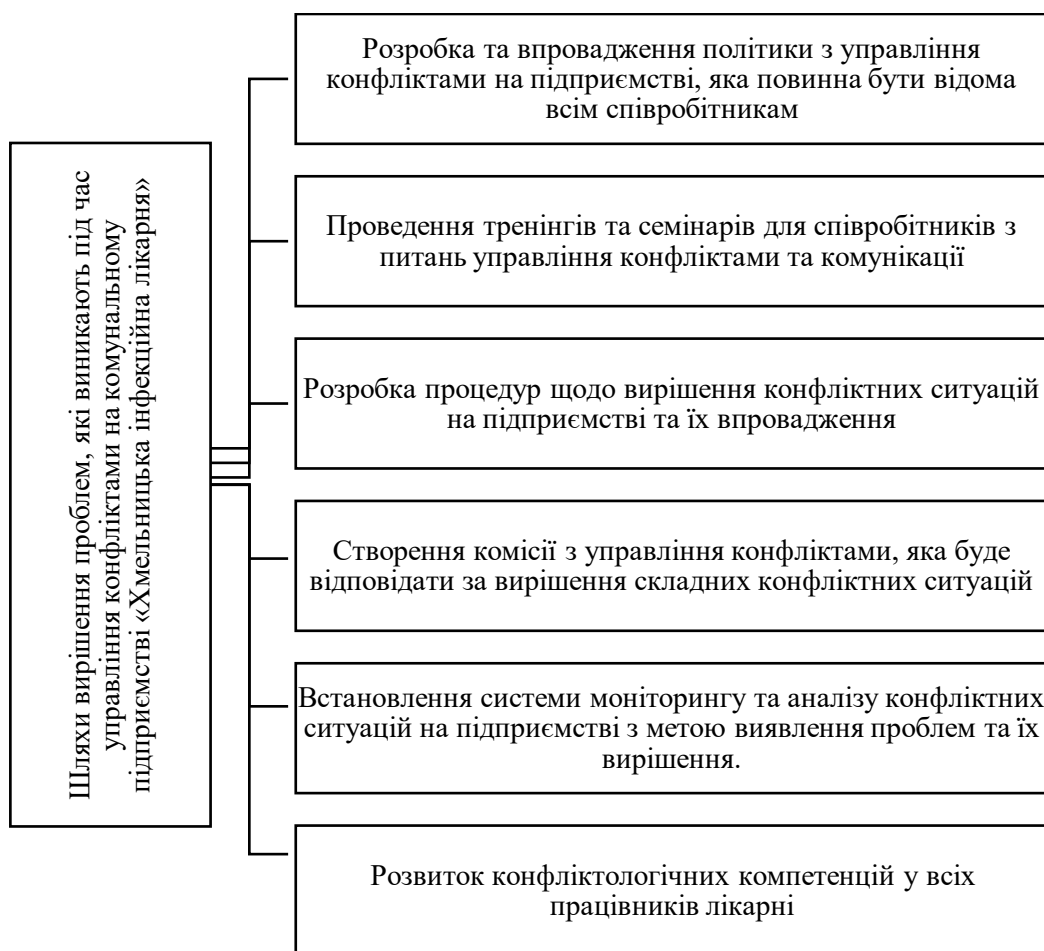 Шляхи вирішення проблем, які виникають під час
управління конфліктами на комунальному
підприємстві «Хмельницька інфекційна лікарня»
Розробка та впровадження політики з управління
конфліктами на підприємстві, яка повинна бути відома
всім співробітникам
Проведення тренінгів та семінарів для співробітників з
питань управління конфліктами та комунікації
Розробка процедур щодо вирішення конфліктних ситуацій
на підприємстві та їх впровадження
Створення комісії з управління конфліктами, яка буде
відповідати за вирішення складних конфліктних ситуацій
Встановлення системи моніторингу та аналізу конфліктних
ситуацій на підприємстві з метою виявлення проблем та їх
вирішення.
Розвиток конфліктологічних компетенцій у всіх
працівників лікарні